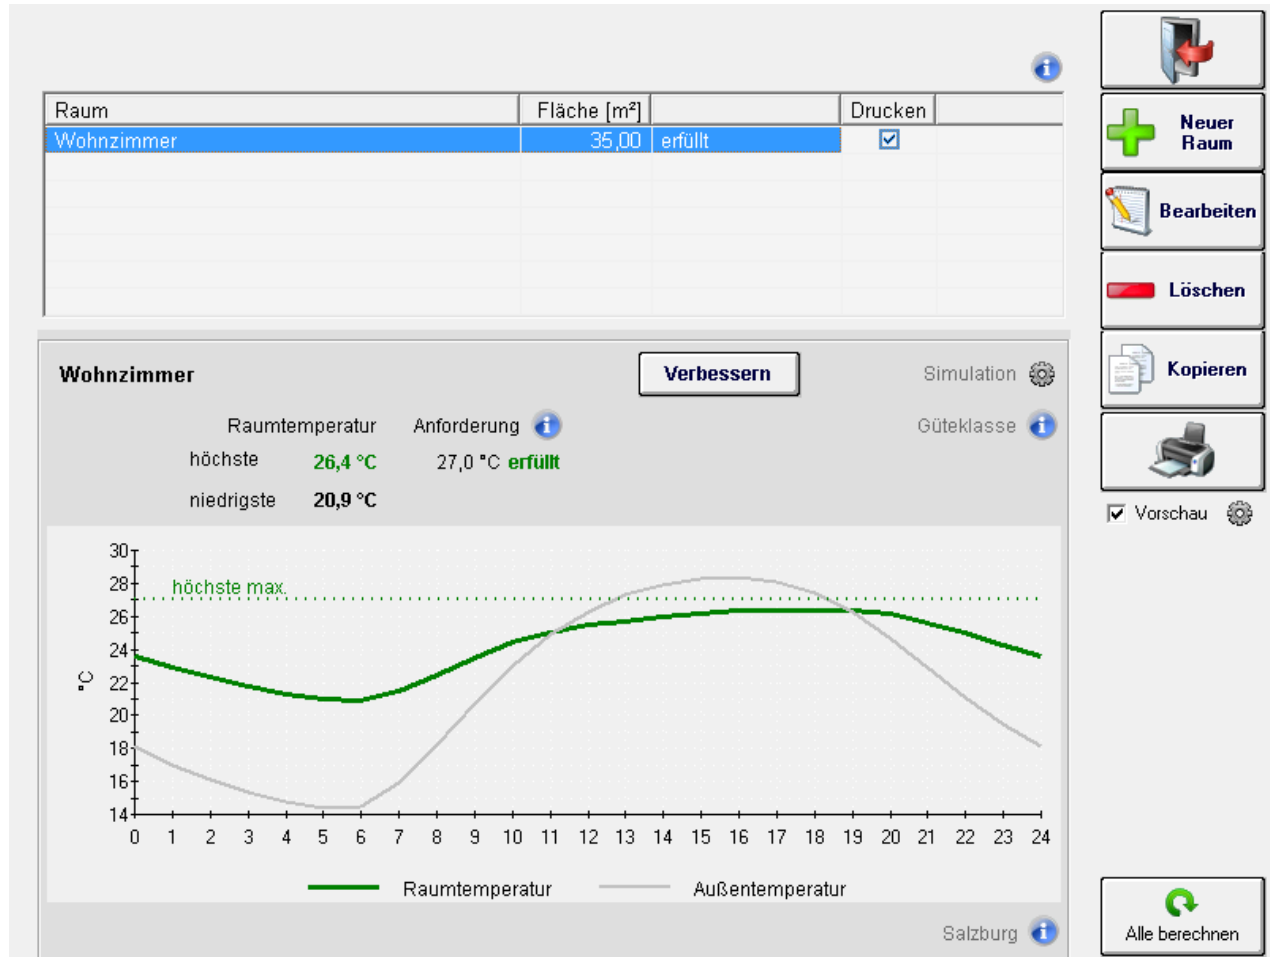 Raum Fläche [m²] Drucken
Wohnzimmer 35,00 erfüllt
Neuer
Raum
Bearbeiten
Löschen
Kopieren
Vorschau
Wohnzimmer Verbessern Simulation
Raumtemperatur Anforderung Güteklasse
höchste 26,4 °C 27,0 °C erfüllt
niedrigste 20,9 °C
30
höchste max.
28
26
24
°C
22
20
18
16
14
0 1 2 3 4 5 6 7 8 9 10 11 12 13 14 15 16 17 18 19 20 21 22 23 24
Raumtemperatur Außentemperatur
Salzburg
Alle berechnen